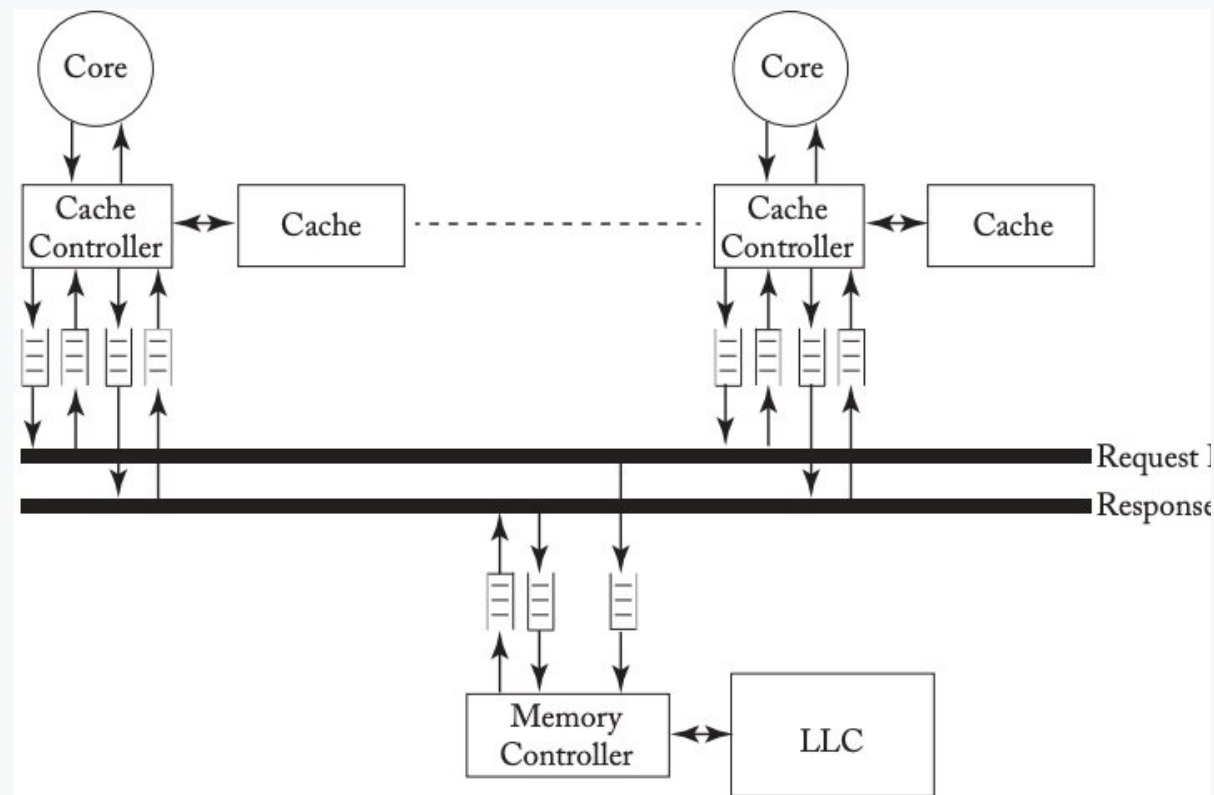 Core
Core
Cache
Controller
Cache
Cache
Controller
Cache
Request
Response
Memory
Controller
LLC